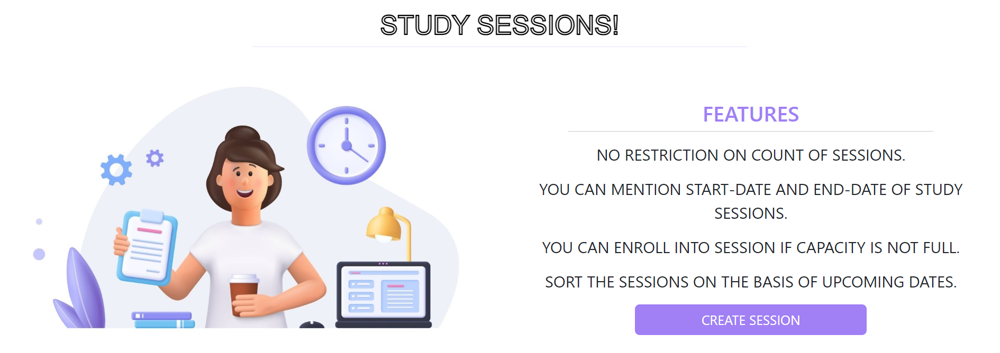 STUDY SESSIONS!
FEATURES
NO RESTRICTION ON COUNT OF SESSIONS.
YOU CAN MENTION START-DATE AND END-DATE OF STUDY
SESSIONS.
YOU CAN ENROLL INTO SESSION IF CAPACITY IS NOT FULL.
SORT THE SESSIONS ON THE BASIS OF UPCOMING DATES.
CREATE SESSION